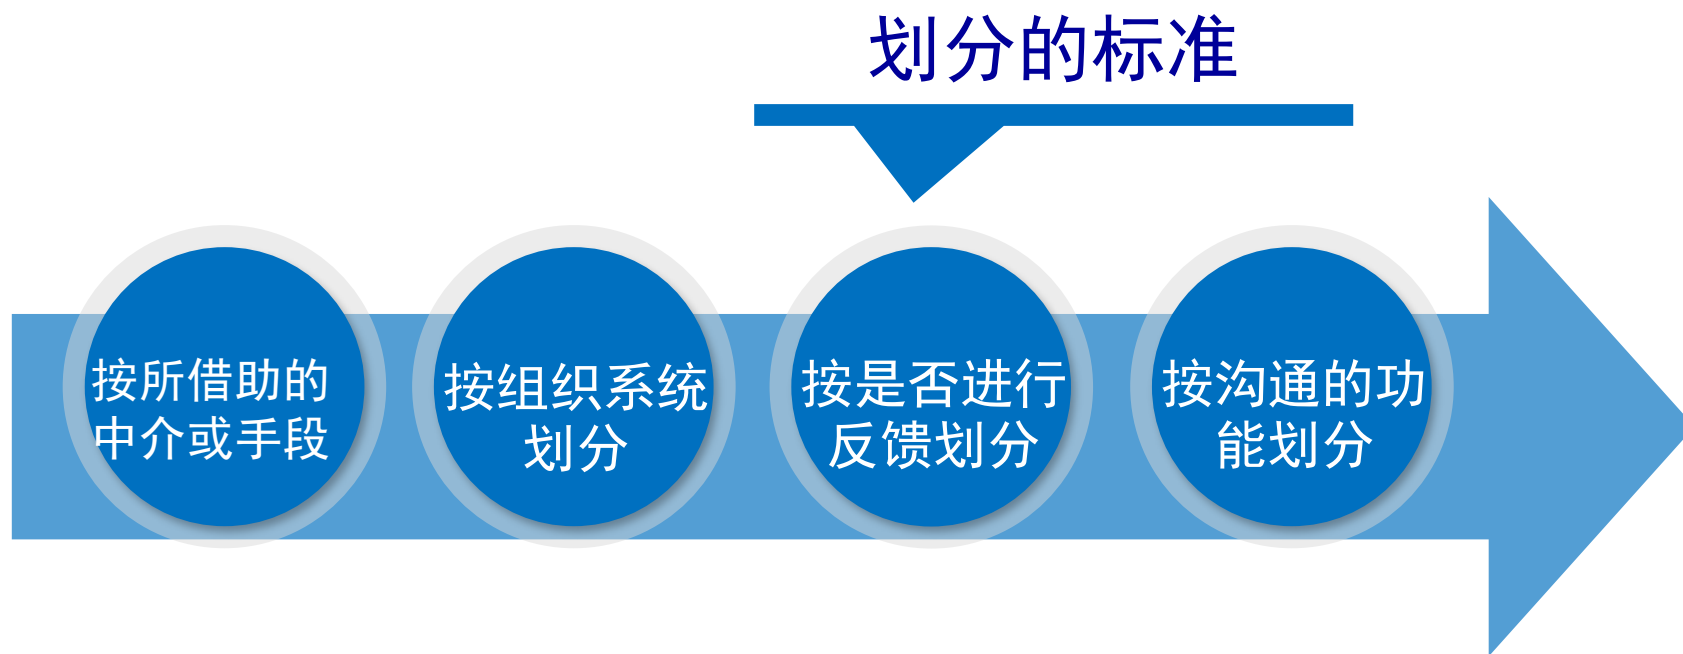 划分的标准
按所借助的
中介或手段
按组织系统
划分
按是否进行
反馈划分
按沟通的功
能划分